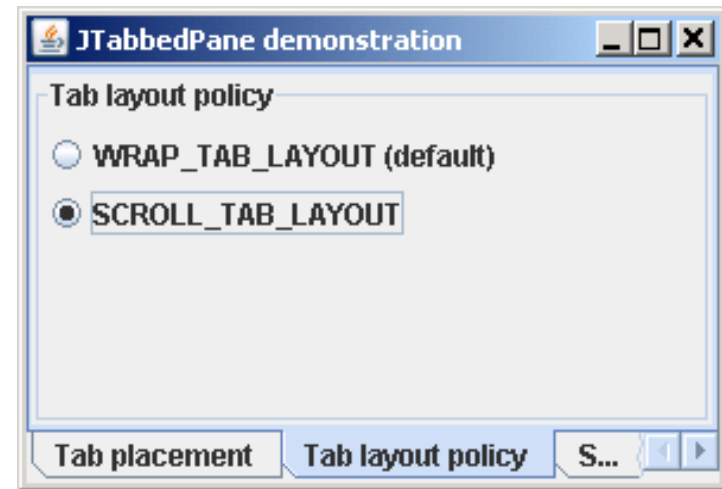 JTabbedPane demonstration
Tab layout policy
WRAP_TAB_LAYOUT (default)
SCROLL_TAB_LAYOUT
Tab placement Tab layout policy S...